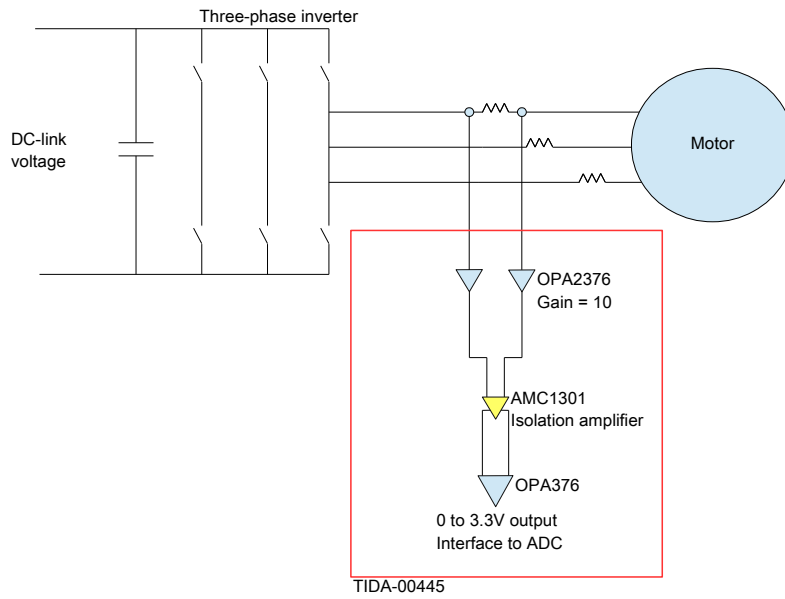 Three-phase inverter
DC-link
voltage
Motor
OPA2376
Gain = 10
AMC1301
Isolation amplifier
OPA376
0 to 3.3V output
Interface to ADC
TIDA-00445